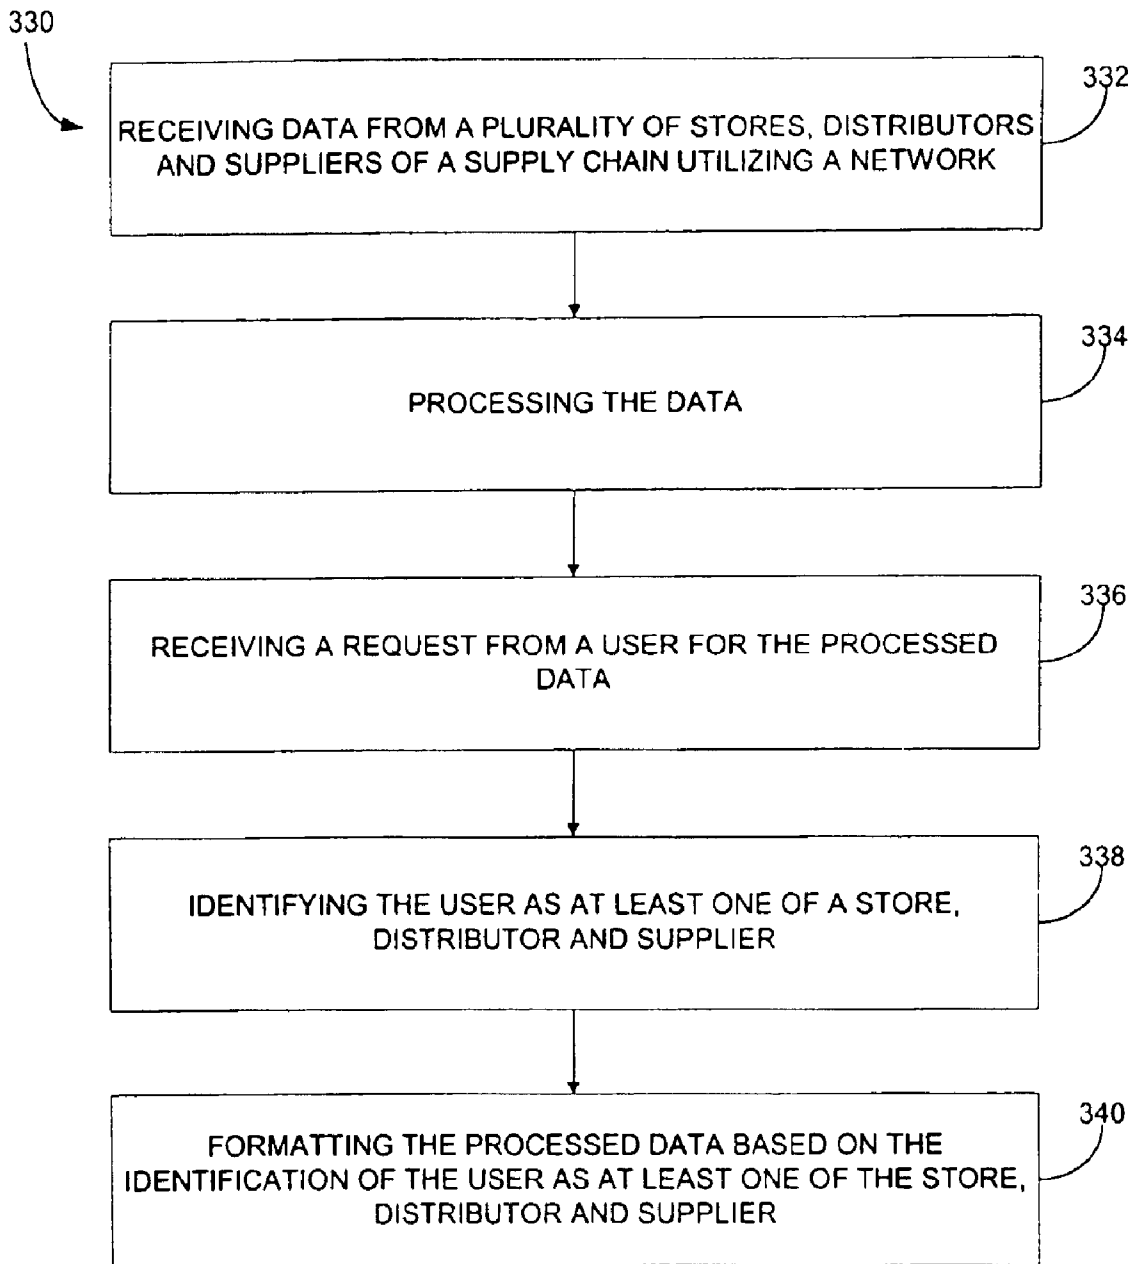 330
332
RECEIVING DATA FROM A PLURALITY OF STORES, DISTRIBUTORS
AND SUPPLIERS OF A SUPPLY CHAIN UTILIZING A NETWORK
334
PROCESSING THE DATA
336
RECEIVING A REQUEST FROM A USER FOR THE PROCESSED
DATA
338
IDENTIFYING THE USER AS AT LEAST ONE OF A STORE,
DISTRIBUTOR AND SUPPLIER
340
FORMATTING THE PROCESSED DATA BASED ON THE
IDENTIFICATION OF THE USER AS AT LEAST ONE OF THE STORE,
DISTRIBUTOR AND SUPPLIER